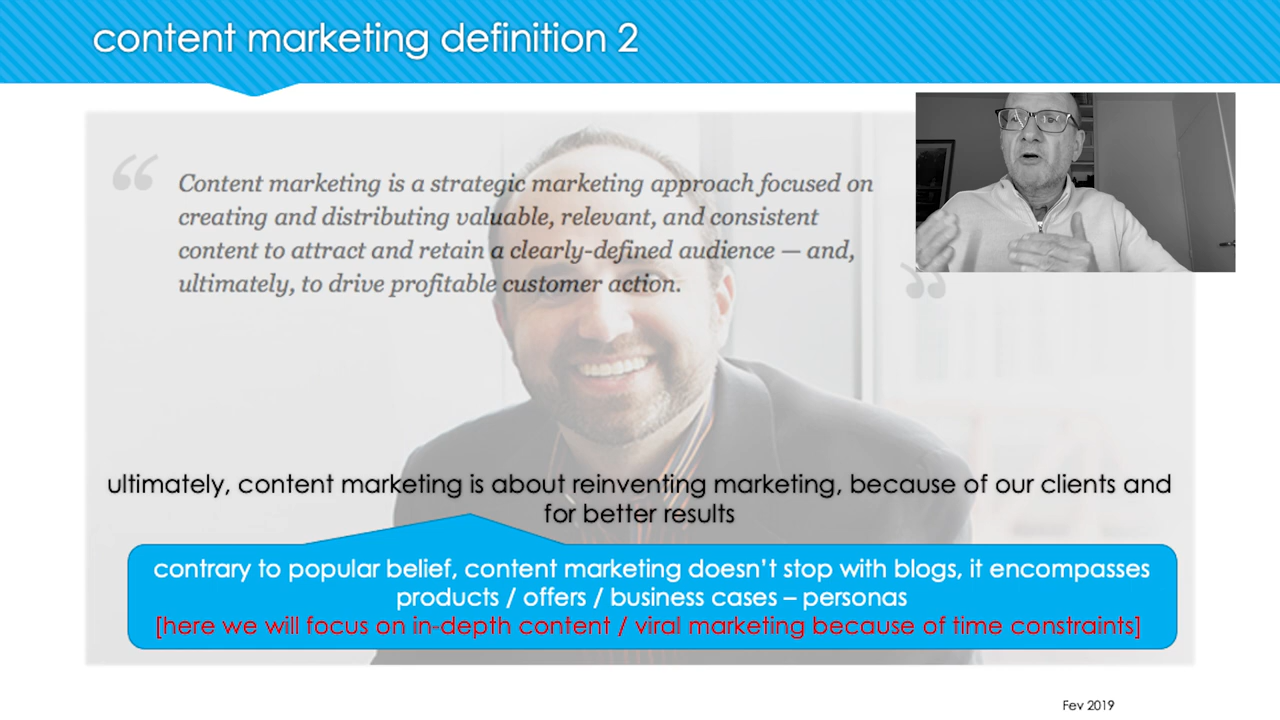 content marketing definition 2
“ Content marketing is a strategic marketing approach focused on
creating and distributing valuable, relevant, and consistent
content to attract and retain a clearly-defined audience — and,
ultimately, to drive profitable customer action. ”
ultimately, content marketing is about reinventing marketing, because of our clients and
for better results
contrary to popular belief, content marketing doesn’t stop with blogs, it encompasses
products / offers / business cases – personas
[here we will focus on in-depth content / viral marketing because of time constraints]
Fev 2019